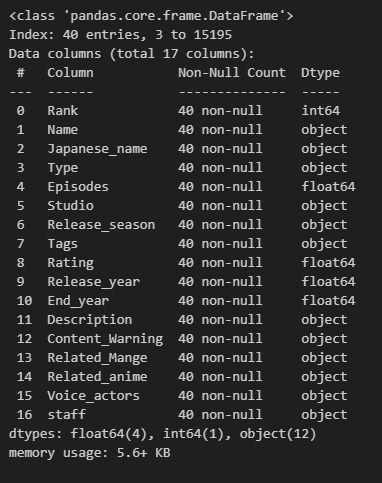 <class 'pandas.core.frame.DataFrame'>
Index: 40 entries, 3 to 15195
Data columns (total 17 columns):
 #   Column           Non-Null Count  Dtype
---  ------           --------------  -----
 0   Rank             40 non-null     int64
 1   Name             40 non-null     object
 2   Japanese_name    40 non-null     object
 3   Type             40 non-null     object
 4   Episodes         40 non-null     float64
 5   Studio           40 non-null     object
 6   Release_season   40 non-null     object
 7   Tags             40 non-null     object
 8   Rating           40 non-null     float64
 9   Release_year     40 non-null     float64
 10  End_year         40 non-null     float64
 11  Description      40 non-null     object
 12  Content_Warning  40 non-null     object
 13  Related_Mange    40 non-null     object
 14  Related_anime    40 non-null     object
 15  Voice_actors     40 non-null     object
 16  staff            40 non-null     object
dtypes: float64(4), int64(1), object(12)
memory usage: 5.6+ KB